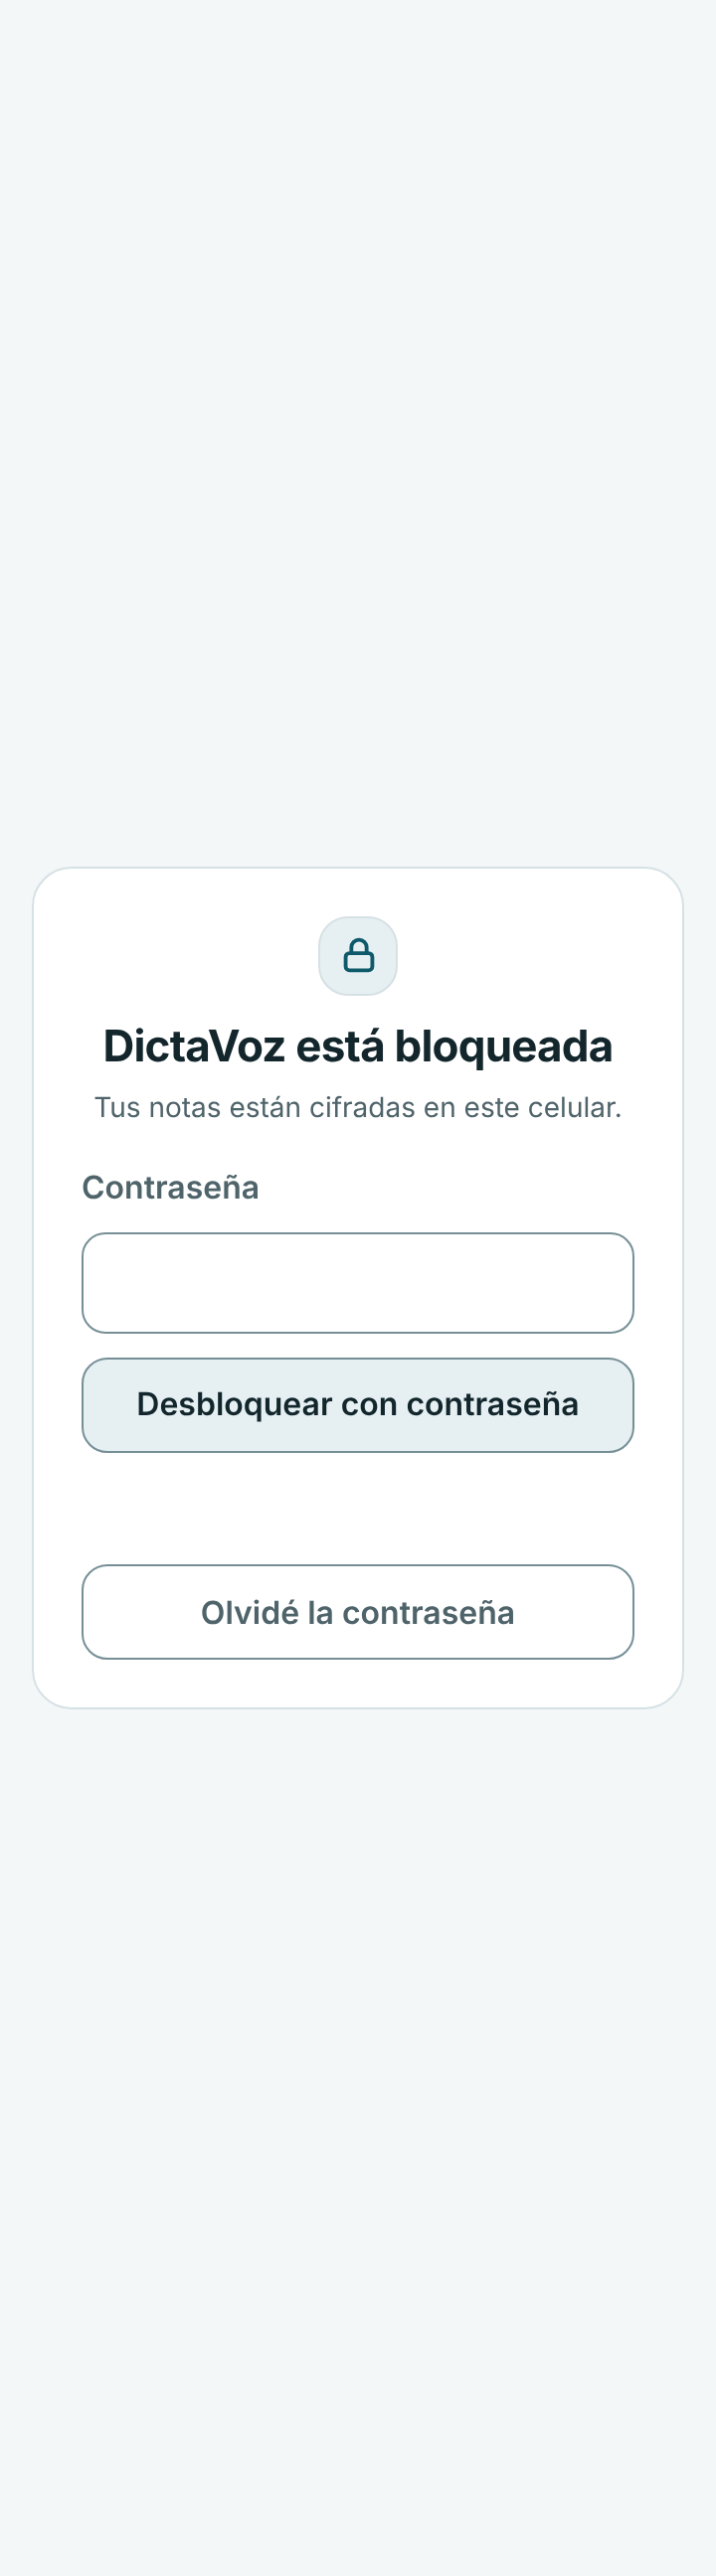 DictaVoz está bloqueada
Tus notas están cifradas en este celular.
Contraseña
Desbloquear con contraseña
Olvidé la contraseña